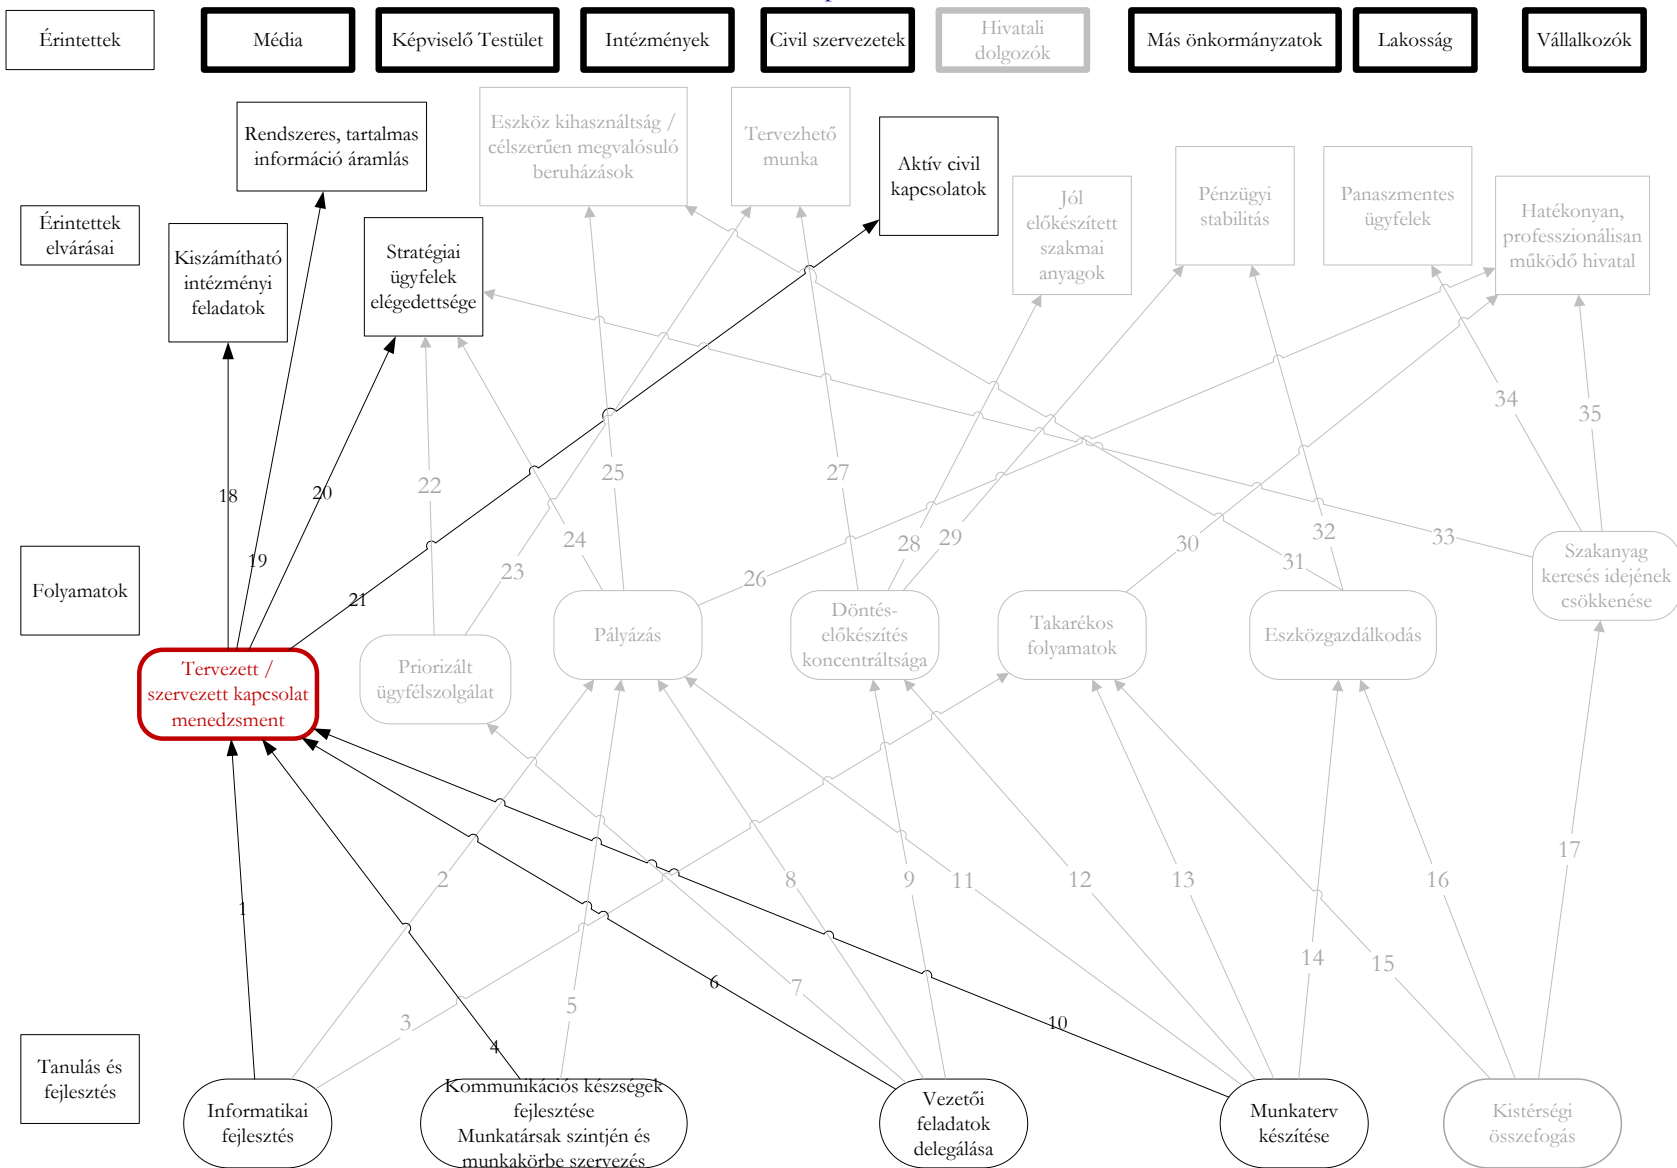 Érintettek
Média
Képviselő Testület
Intézmények
Civil szervezetek
Hivatali
dolgozók
Más önkormányzatok
Lakosság
Vállalkozók
Rendszeres, tartalmas
információ áramlás
Eszköz kihasználtság /
célszerűen megvalósuló
beruházások
Tervezhető
munka
Aktív civil
kapcsolatok
Érintettek
elvárásai
Kiszámítható
intézményi
feladatok
Stratégiai
ügyfelek
elégedettsége
Jól
előkészített
szakmai
anyagok
Pénzügyi
stabilitás
Panaszmentes
ügyfelek
Hatékonyan,
professzionálisan
működő hivatal
34
35
25
27
22
18
20
24
28
29
30
32
33
19
23
26
31
21
Folyamatok
Tervezett /
szervezett kapcsolat
menedzsment
Priorizált
ügyfélszolgálat
Pályázás
Döntés-
előkészítés
koncentráltsága
Takarékos
folyamatok
Eszközgazdálkodás
Szakanyag
keresés idejének
csökkenése
17
2
8
9
11
12
13
16
1
14
15
6
7
5
3
10
4
Tanulás és
fejlesztés
Informatikai
fejlesztés
Kommunikációs készségek
fejlesztése
Munkatársak szintjén és
munkakörbe szervezés
Vezetői
feladatok
delegálása
Munkaterv
készítése
Kistérségi
összefogás